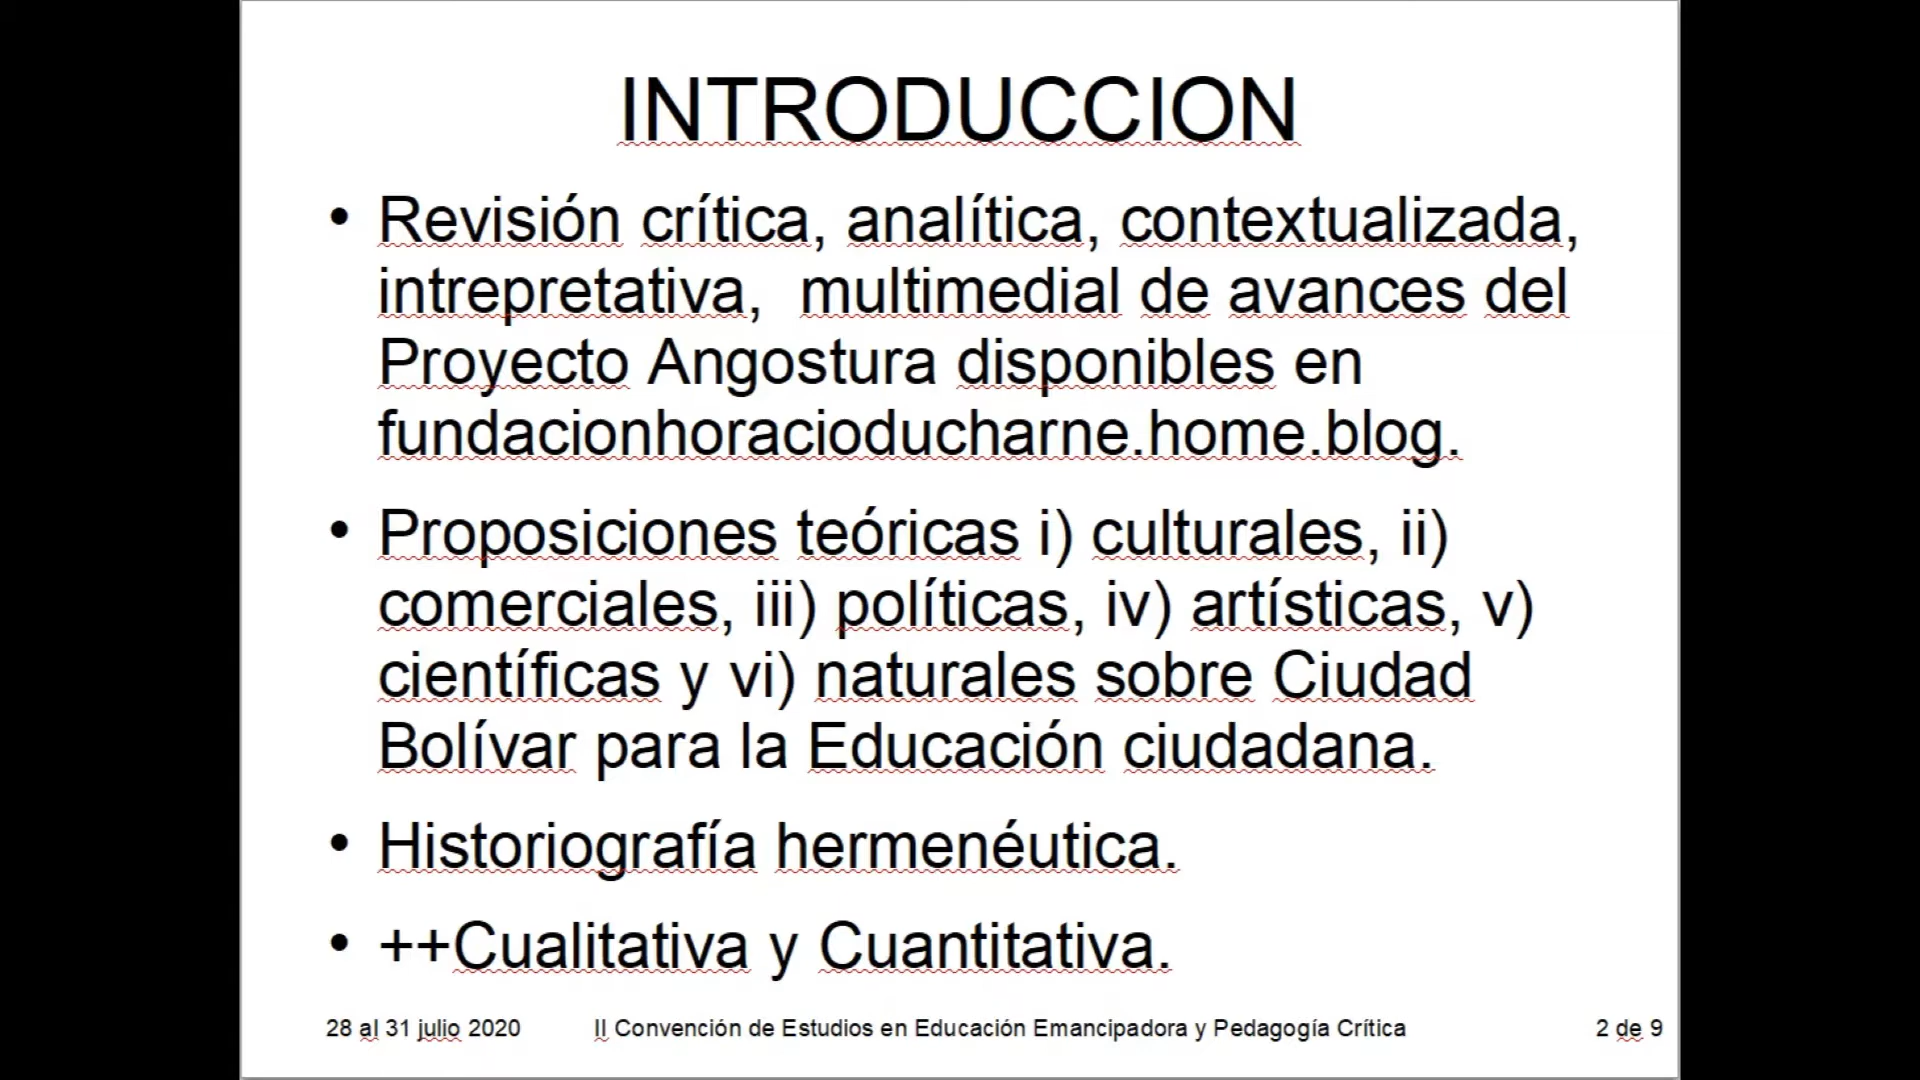 INTRODUCCION
• Revisión crítica, analítica, contextualizada,
intrepretativa,  multimedial de avances del
Proyecto Angostura disponibles en
fundacionhoracioducharne.home.blog.
• Proposiciones teóricas i) culturales, ii)
comerciales, iii) políticas, iv) artísticas, v)
científicas y vi) naturales sobre Ciudad
Bolívar para la Educación ciudadana.
• Historiografía hermenéutica.
• ++Cualitativa y Cuantitativa.
28 al 31 julio 2020 II Convención de Estudios en Educación Emancipadora y Pedagogía Crítica 2 de 9